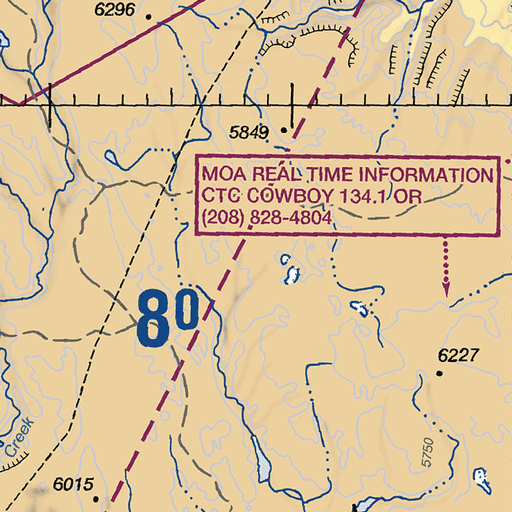 6296
5849
MOA REAL TIME INFORMATION
CTC COWBOY 134.1 OR
(208) 828-4804
80
6227
Creek
5750
6015